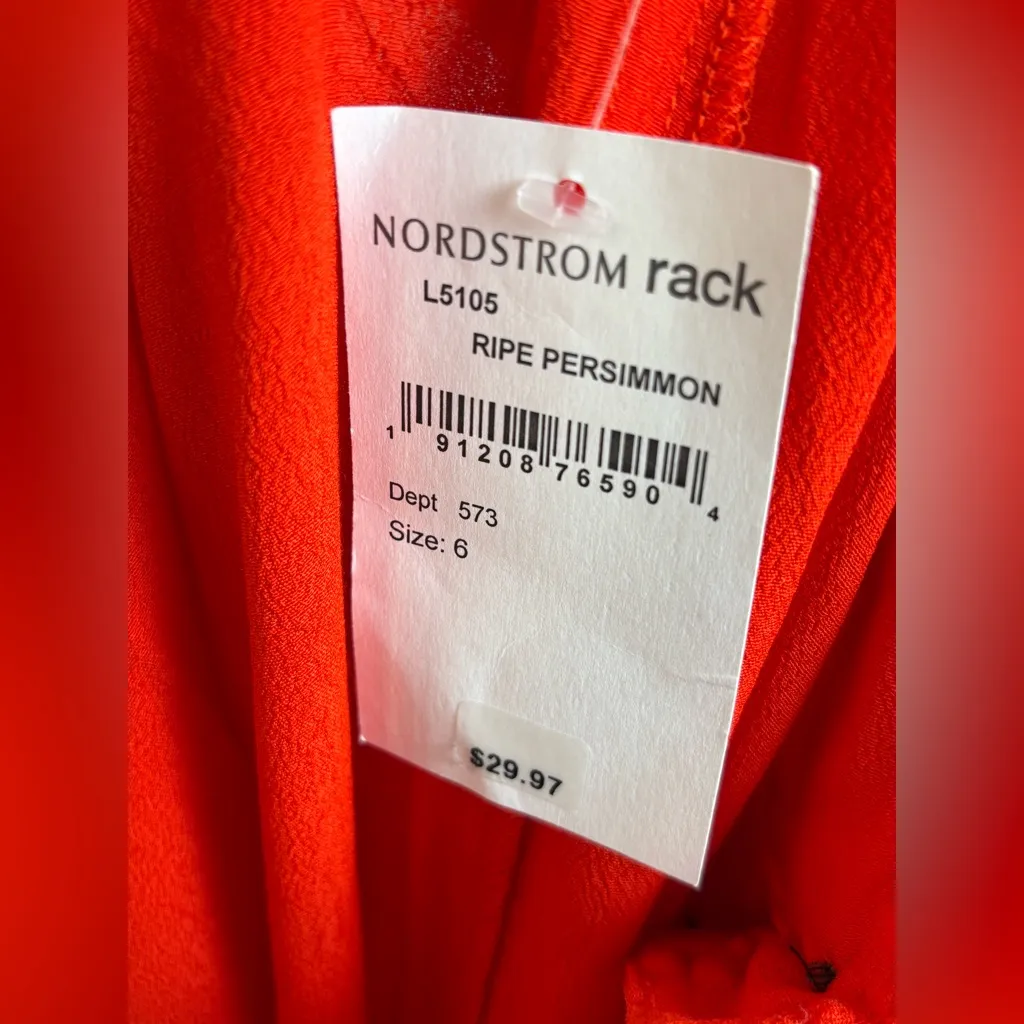 NORDSTROM rack
L5105
RIPE PERSIMMON
1 91208 76590 4
Dept 573
Size: 6
$29.97